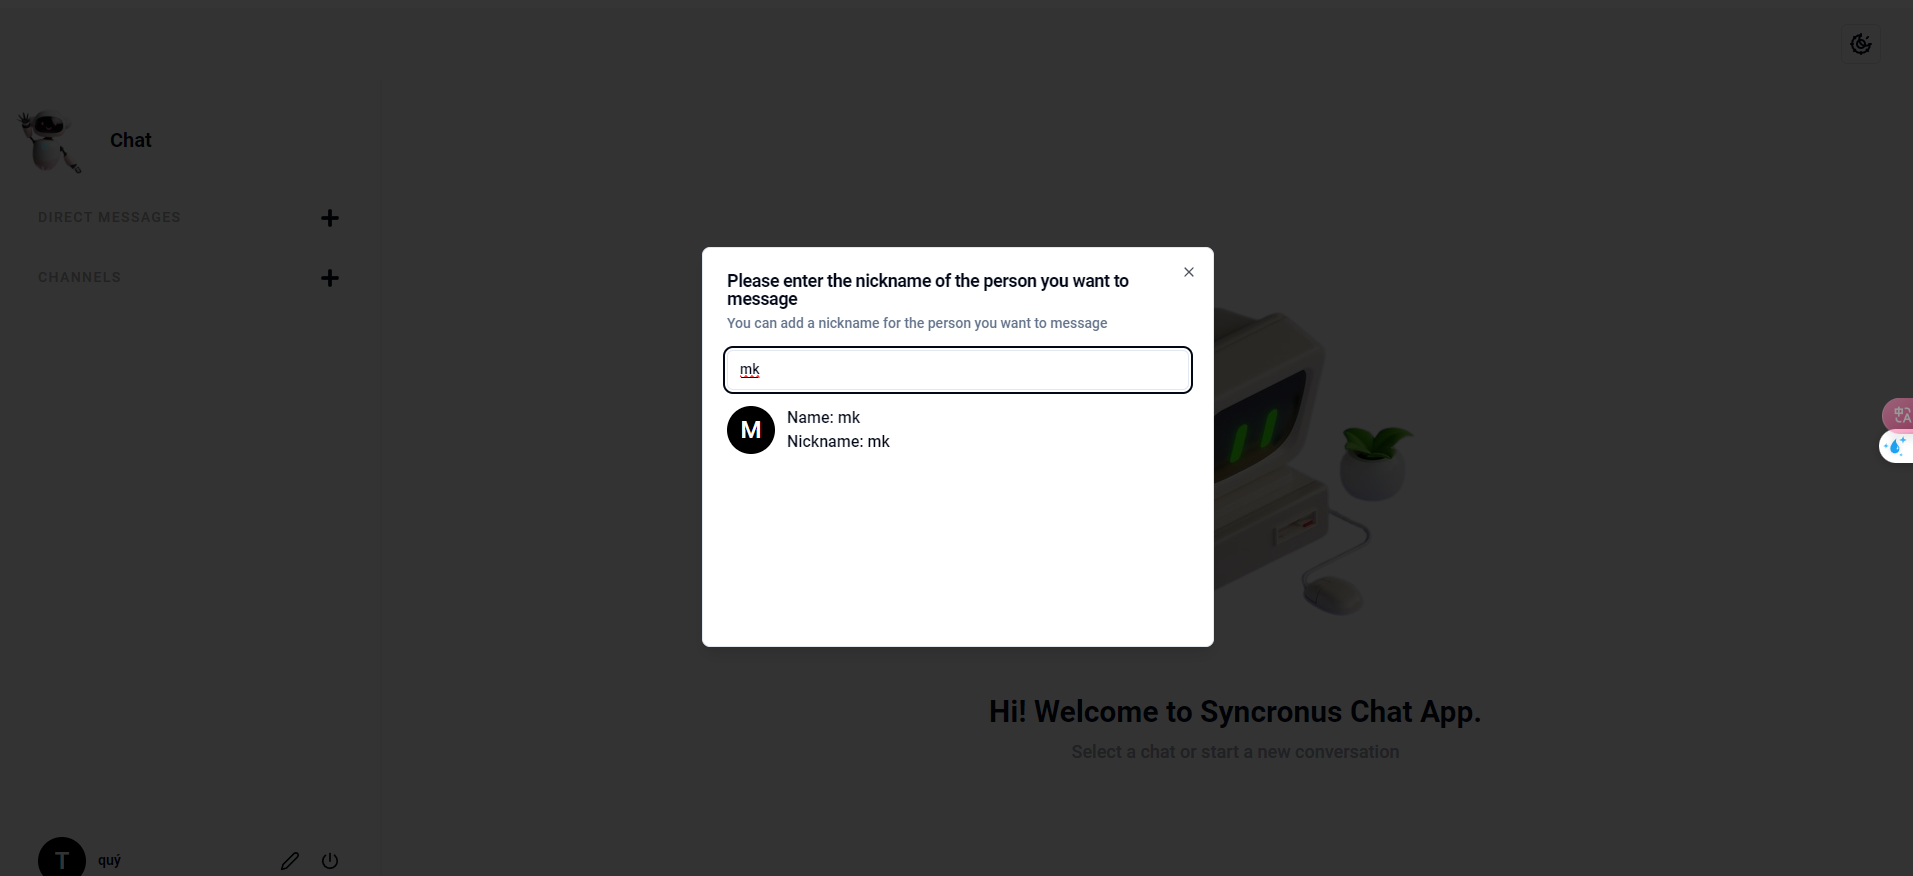 Chat
DIRECT MESSAGES
CHANNELS
Please enter the nickname of the person you want to
message
You can add a nickname for the person you want to message
mk
M
Name: mk
Nickname: mk
Hi! Welcome to Syncronus Chat App.
Select a chat or start a new conversation
T
quý
中
A